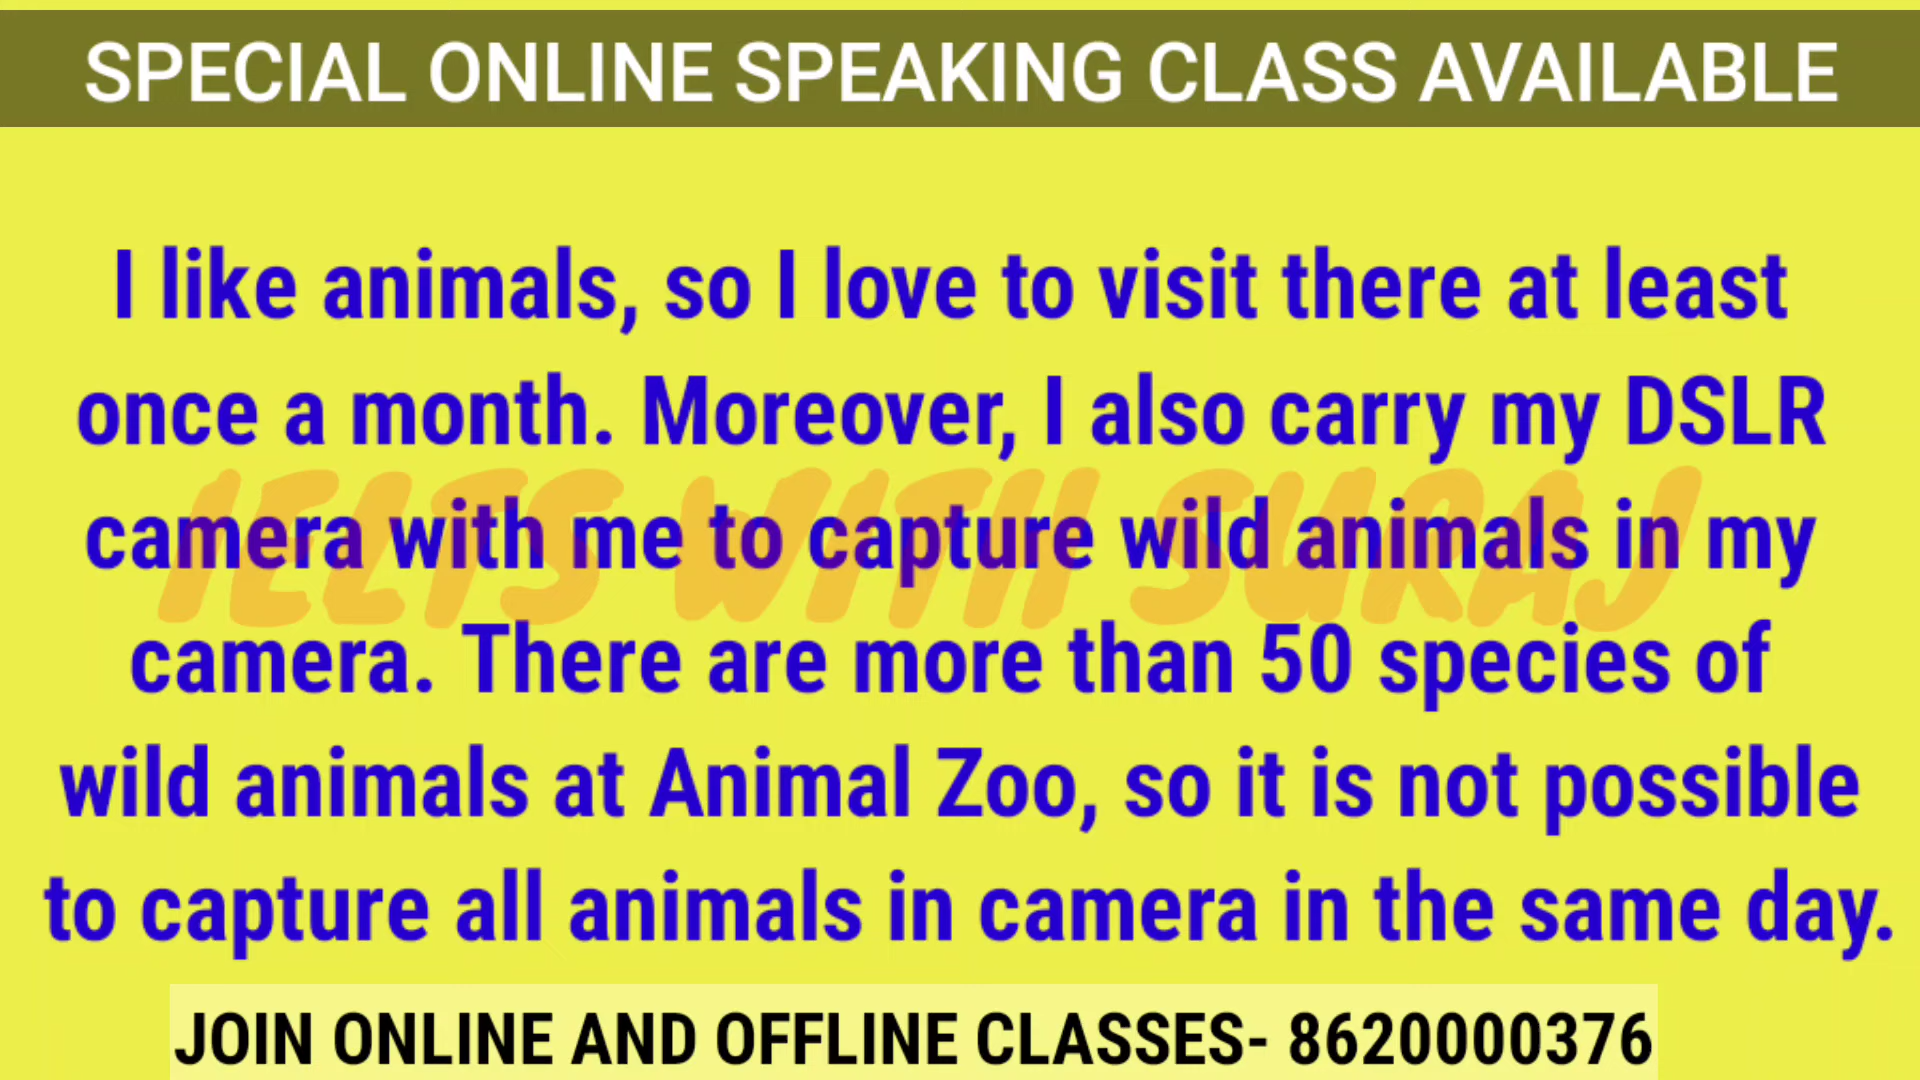 SPECIAL ONLINE SPEAKING CLASS AVAILABLE
I like animals, so I love to visit there at least
once a month. Moreover, I also carry my DSLR
camera with me to capture wild animals in my
IELTS WITH SURAJ
camera. There are more than 50 species of
wild animals at Animal Zoo, so it is not possible
to capture all animals in camera in the same day.
JOIN ONLINE AND OFFLINE CLASSES- 8620000376